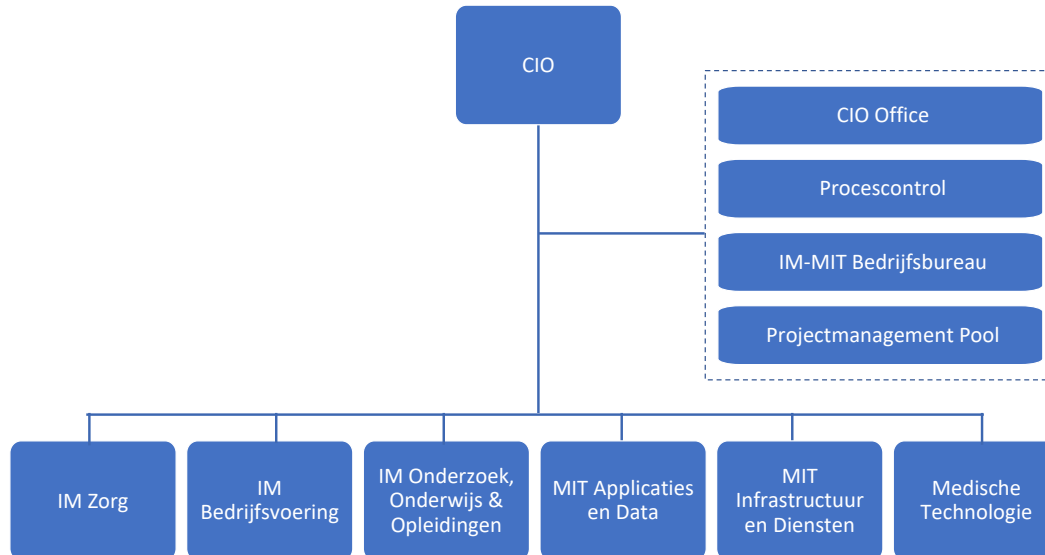 CIO
CIO Office
Procescontrol
IM-MIT Bedrijfsbureau
Projectmanagement Pool
IM Zorg
IM
Bedrijfsvoering
IM Onderzoek,
Onderwijs &
Opleidingen
MIT Applicaties
en Data
MIT
Infrastructuur
en Diensten
Medische
Technologie